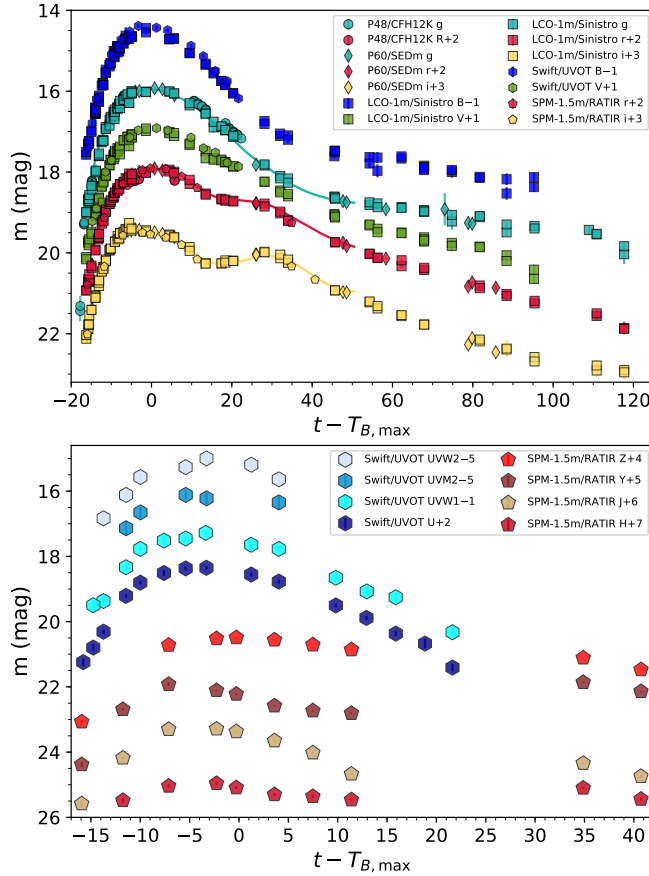 P48/CFH12K g
P48/CFH12K R+2
P60/SEDm g
P60/SEDm r+2
P60/SEDm i+3
LCO-1m/Sinistro B−1
LCO-1m/Sinistro V+1
LCO-1m/Sinistro g
LCO-1m/Sinistro r+2
LCO-1m/Sinistro i+3
Swift/UVOT B−1
Swift/UVOT V+1
SPM-1.5m/RATIR r+2
SPM-1.5m/RATIR i+3
14
16
18
20
22
m (mag)
−20 0 20 40 60 80 100 120
t − T_{B, max}
Swift/UVOT UVW2−5
Swift/UVOT UVM2−5
Swift/UVOT UVW1−1
Swift/UVOT U+2
SPM-1.5m/RATIR Z+4
SPM-1.5m/RATIR Y+5
SPM-1.5m/RATIR J+6
SPM-1.5m/RATIR H+7
16
18
20
22
24
26
m (mag)
−15 −10 −5 0 5 10 15 20 25 30 35 40
t − T_{B, max}